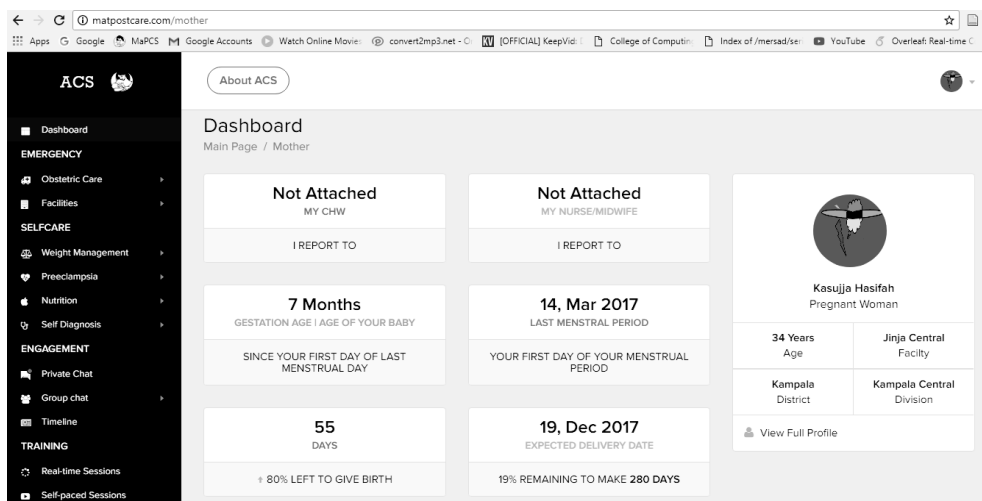 matpostcare.com/mother
Apps Google MaPCS Google Accounts Watch Online Movie: convert2mp3.net - O [OFFICIAL] KeepVid: College of Computin Index of /mersad/ser YouTube Overleaf: Real-time C
ACS
About ACS
Dashboard
EMERGENCY
Obstetric Care
Facilities
SELFCARE
Weight Management
Preeclampsia
Nutrition
Self Diagnosis
ENGAGEMENT
Private Chat
Group chat
Timeline
TRAINING
Real-time Sessions
Self-paced Sessions
Dashboard
Main Page / Mother
Not Attached
MY CHW
I REPORT TO
Not Attached
MY NURSE/MIDWIFE
I REPORT TO
7 Months
GESTATION AGE | AGE OF YOUR BABY
SINCE YOUR FIRST DAY OF LAST
MENSTRUAL DAY
14, Mar 2017
LAST MENSTRAL PERIOD
YOUR FIRST DAY OF YOUR MENSTRUAL
PERIOD
55
DAYS
80% LEFT TO GIVE BIRTH
19, Dec 2017
EXPECTED DELIVERY DATE
19% REMAINING TO MAKE 280 DAYS
Kasujja Hasifah
Pregnant Woman
34 Years
Age
Jinja Central
Facilty
Kampala
District
Kampala Central
Division
View Full Profile